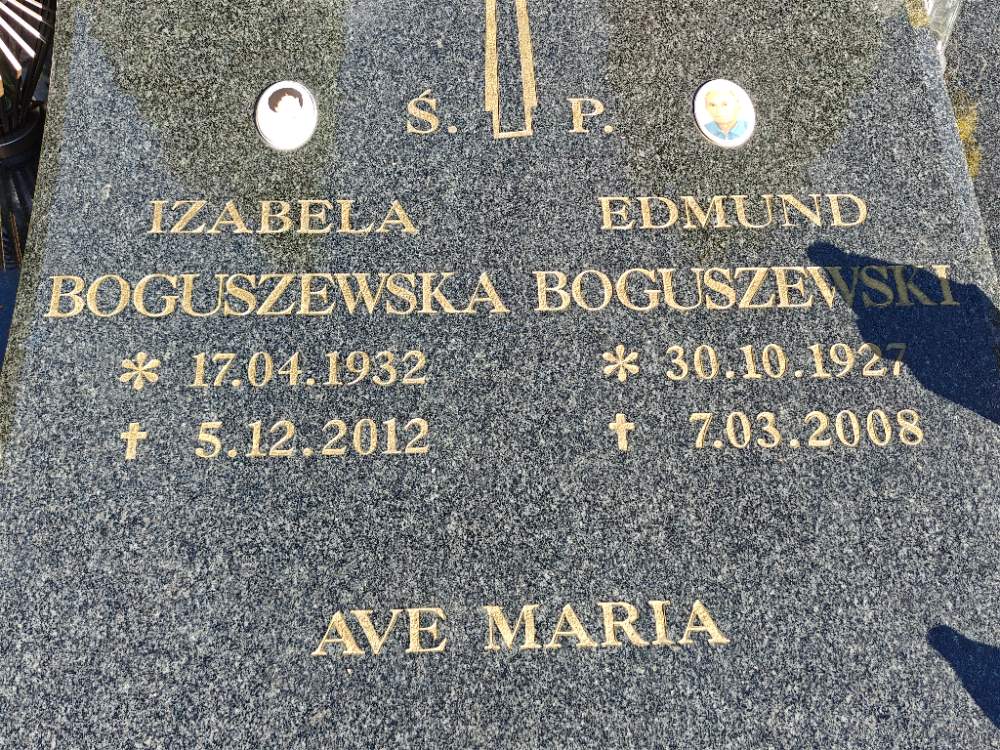 Ś. P.
IZABELA EDMUND
BOGUSZEWSKA BOGUSZEWSKI
* 17.04.1932 * 30.10.1927
✝ 5.12.2012 ✝ 7.03.2008
AVE MARIA